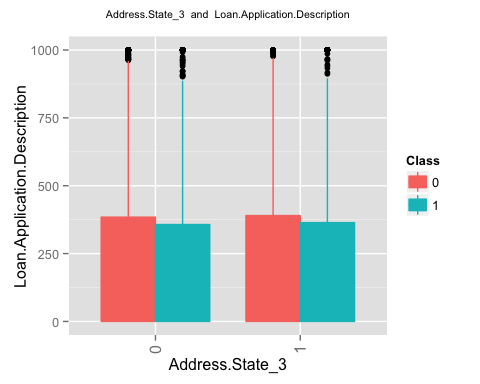 Address.State_3 and Loan.Application.Description
1000
750
500
250
0
Loan.Application.Description
0
1
Address.State_3
Class
0
1